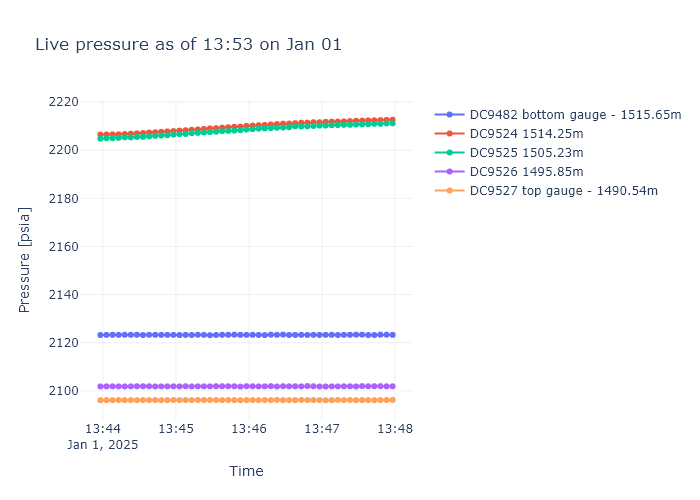 Live pressure as of 13:53 on Jan 01
Pressure [psia]
2220
2200
2180
2160
2140
2120
2100
13:44
Jan 1, 2025
13:45
13:46
13:47
13:48
Time
DC9482 bottom gauge - 1515.65m
DC9524 1514.25m
DC9525 1505.23m
DC9526 1495.85m
DC9527 top gauge - 1490.54m